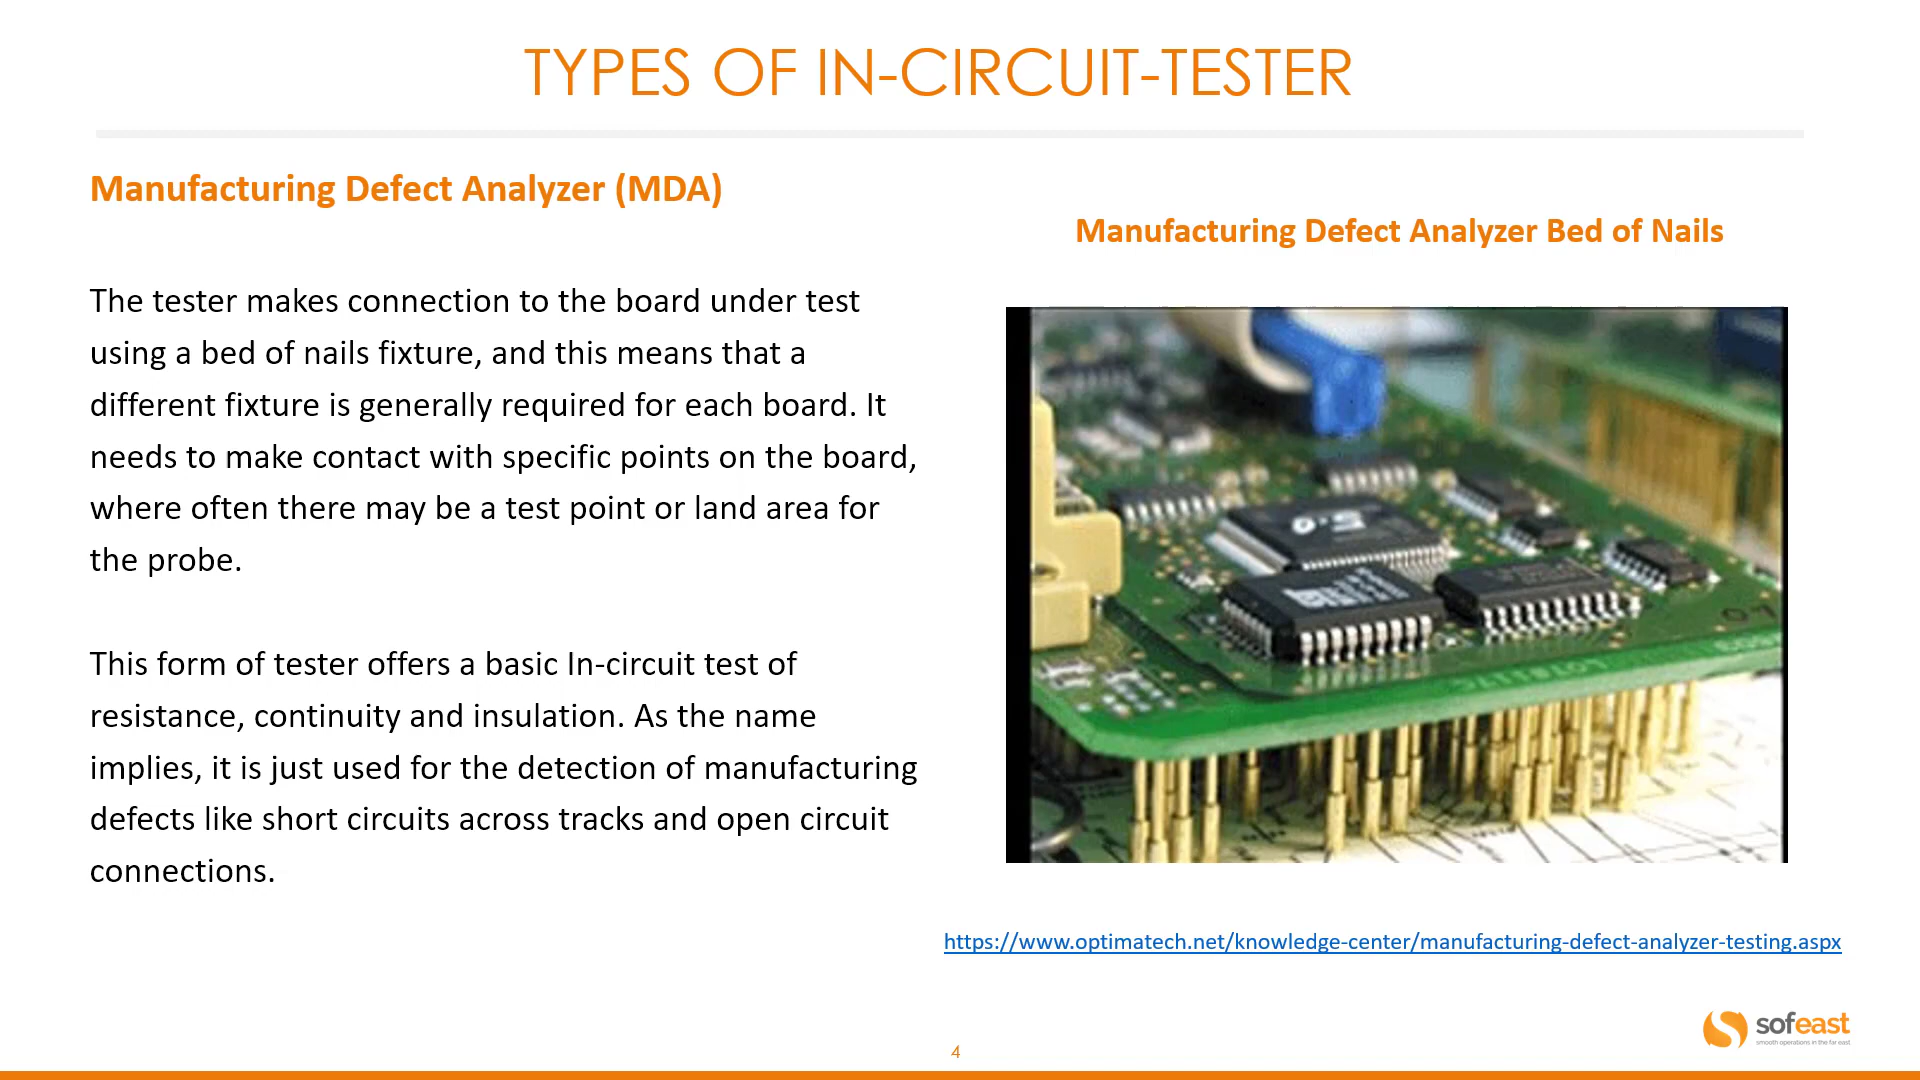 TYPES OF IN-CIRCUIT-TESTER
Manufacturing Defect Analyzer (MDA)
The tester makes connection to the board under test
using a bed of nails fixture, and this means that a
different fixture is generally required for each board. It
needs to make contact with specific points on the board,
where often there may be a test point or land area for
the probe.
This form of tester offers a basic In-circuit test of
resistance, continuity and insulation. As the name
implies, it is just used for the detection of manufacturing
defects like short circuits across tracks and open circuit
connections.
Manufacturing Defect Analyzer Bed of Nails
https://www.optimatech.net/knowledge-center/manufacturing-defect-analyzer-testing.aspx
sofeast
smooth operations in the far east
4